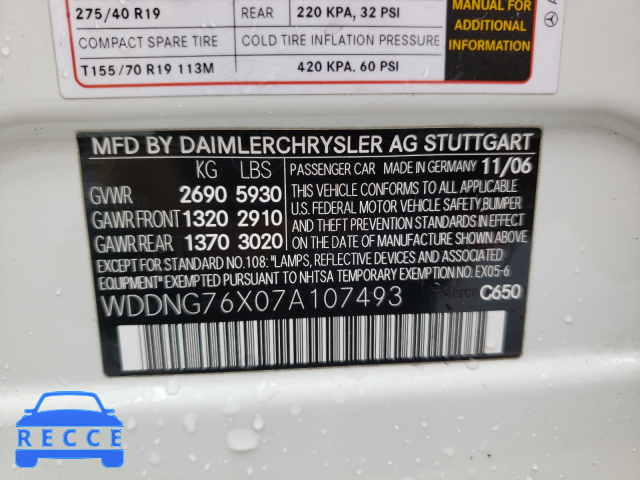 275/40 R19 REAR 220 KPA, 32 PSI
COMPACT SPARE TIRE COLD TIRE INFLATION PRESSURE
T155/70 R19 113M 420 KPA, 60 PSI
MANUAL FOR
ADDITIONAL
INFORMATION
MFD BY DAIMLERCHRYSLER AG STUTTGART
KG LBS PASSENGER CAR MADE IN GERMANY 11/06
GVWR 2690 5930
GAWR FRONT 1320 2910
GAWR REAR 1370 3020
THIS VEHICLE CONFORMS TO ALL APPLICABLE
U.S. FEDERAL MOTOR VEHICLE SAFETY,BUMPER
AND THEFT PREVENTION STANDARDS IN EFFECT
ON THE DATE OF MANUFACTURE SHOWN ABOVE.
EXCEPT FOR STANDARD NO. 108: "LAMPS, REFLECTIVE DEVICES AND ASSOCIATED
EQUIPMENT" EXEMPTED PURSUANT TO NHTSA TEMPORARY EXEMPTION NO. EX05-6
WDDNG76X07A107493
C650
RECCE